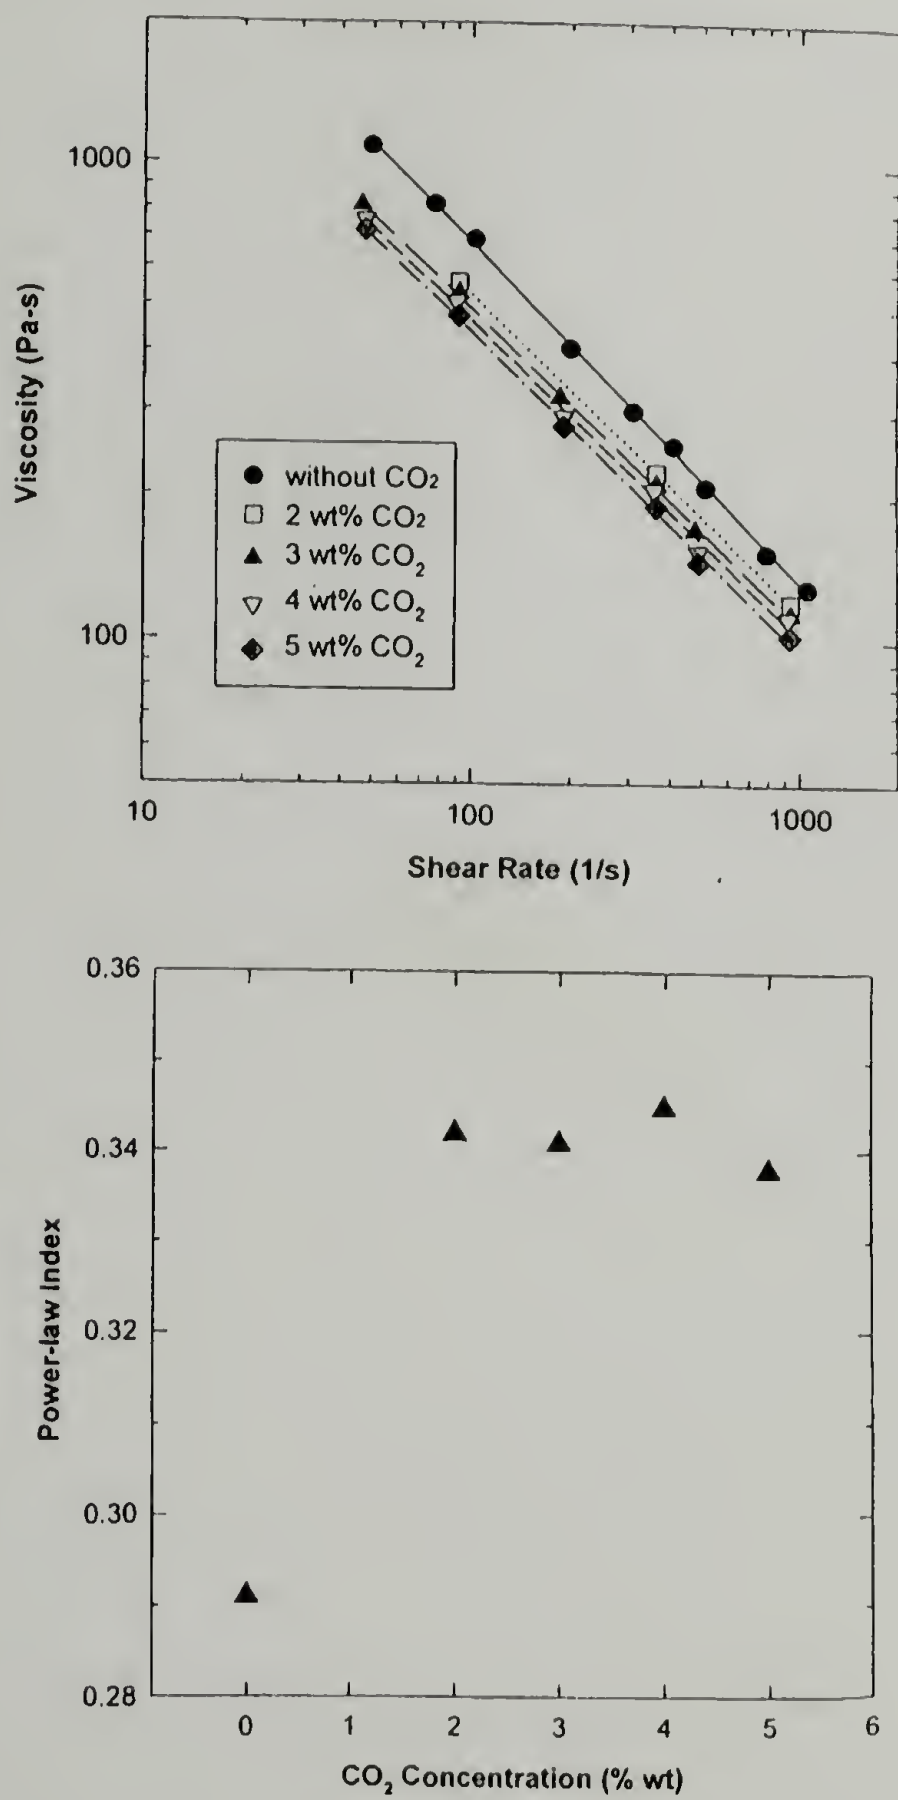 1000
100
Viscosity (Pa-s)
without CO₂
2 wt% CO₂
3 wt% CO₂
4 wt% CO₂
5 wt% CO₂
10 100 1000
Shear Rate (1/s)
0.36
0.34
0.32
0.30
0.28
Power-law Index
0 1 2 3 4 5 6
CO₂ Concentration (% wt)